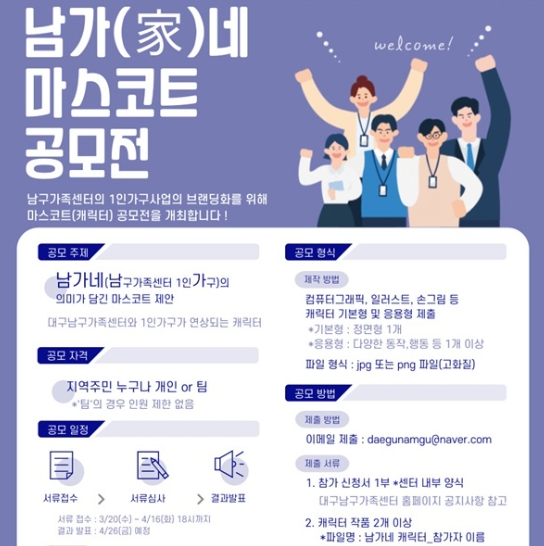 남가(家)네
마스코트
공모전
welcome!
남구가족센터의 1인가구사업의 브랜딩화를 위해
마스코트(캐릭터) 공모전을 개최합니다 !
공모 주제
남가네(남구가족센터 1인가구)의
의미가 담긴 마스코트 제안
대구남구가족센터와 1인가구가 연상되는 캐릭터
공모 자격
지역주민 누구나 개인 or 팀
*'팀'의 경우 인원 제한 없음
공모 일정
서류접수
서류심사
결과발표
서류 접수 : 3/20(수) ~ 4/16(화) 18시까지
결과 발표 : 4/26(금) 예정
공모 형식
제작 방법
컴퓨터그래픽, 일러스트, 손그림 등
캐릭터 기본형 및 응용형 제출
*기본형 : 정면형 1개
*응용형 : 다양한 동작,행동 등 1개 이상
파일 형식 : jpg 또는 png 파일(고화질)
공모 방법
제출 방법
이메일 제출 : daegunamgu@naver.com
제출 서류
1. 참가 신청서 1부 *센터 내부 양식
대구남구가족센터 홈페이지 공지사항 참고
2. 캐릭터 작품 2개 이상
*파일명 : 남가네 캐릭터_참가자 이름